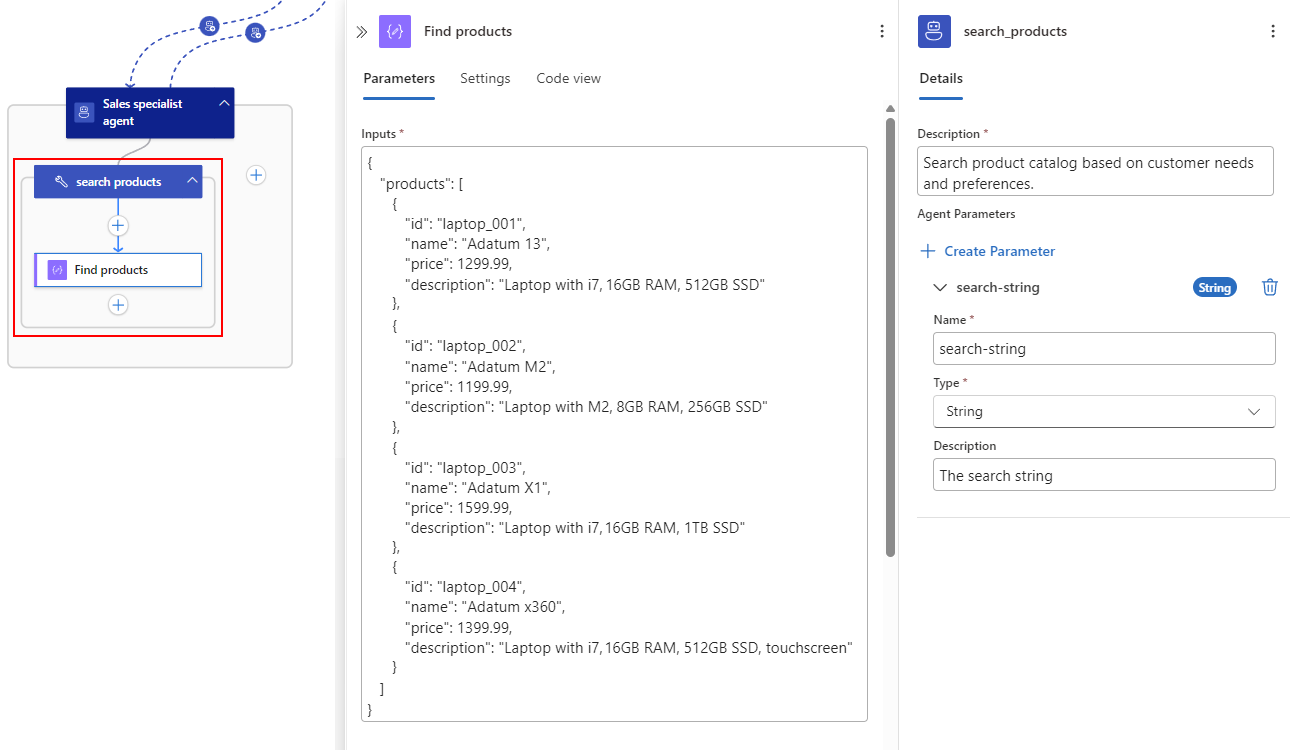 Sales specialist
agent
search products
Find products
Find products
Parameters Settings Code view
Inputs *
{
"products": [
{
"id": "laptop_001",
"name": "Adatum 13",
"price": 1299.99,
"description": "Laptop with i7, 16GB RAM, 512GB SSD"
},
{
"id": "laptop_002",
"name": "Adatum M2",
"price": 1199.99,
"description": "Laptop with M2, 8GB RAM, 256GB SSD"
},
{
"id": "laptop_003",
"name": "Adatum X1",
"price": 1599.99,
"description": "Laptop with i7, 16GB RAM, 1TB SSD"
},
{
"id": "laptop_004",
"name": "Adatum x360",
"price": 1399.99,
"description": "Laptop with i7, 16GB RAM, 512GB SSD, touchscreen"
}
]
}
search_products
Details
Description *
Search product catalog based on customer needs
and preferences.
Agent Parameters
Create Parameter
search-string String
Name *
search-string
Type *
String
Description
The search string